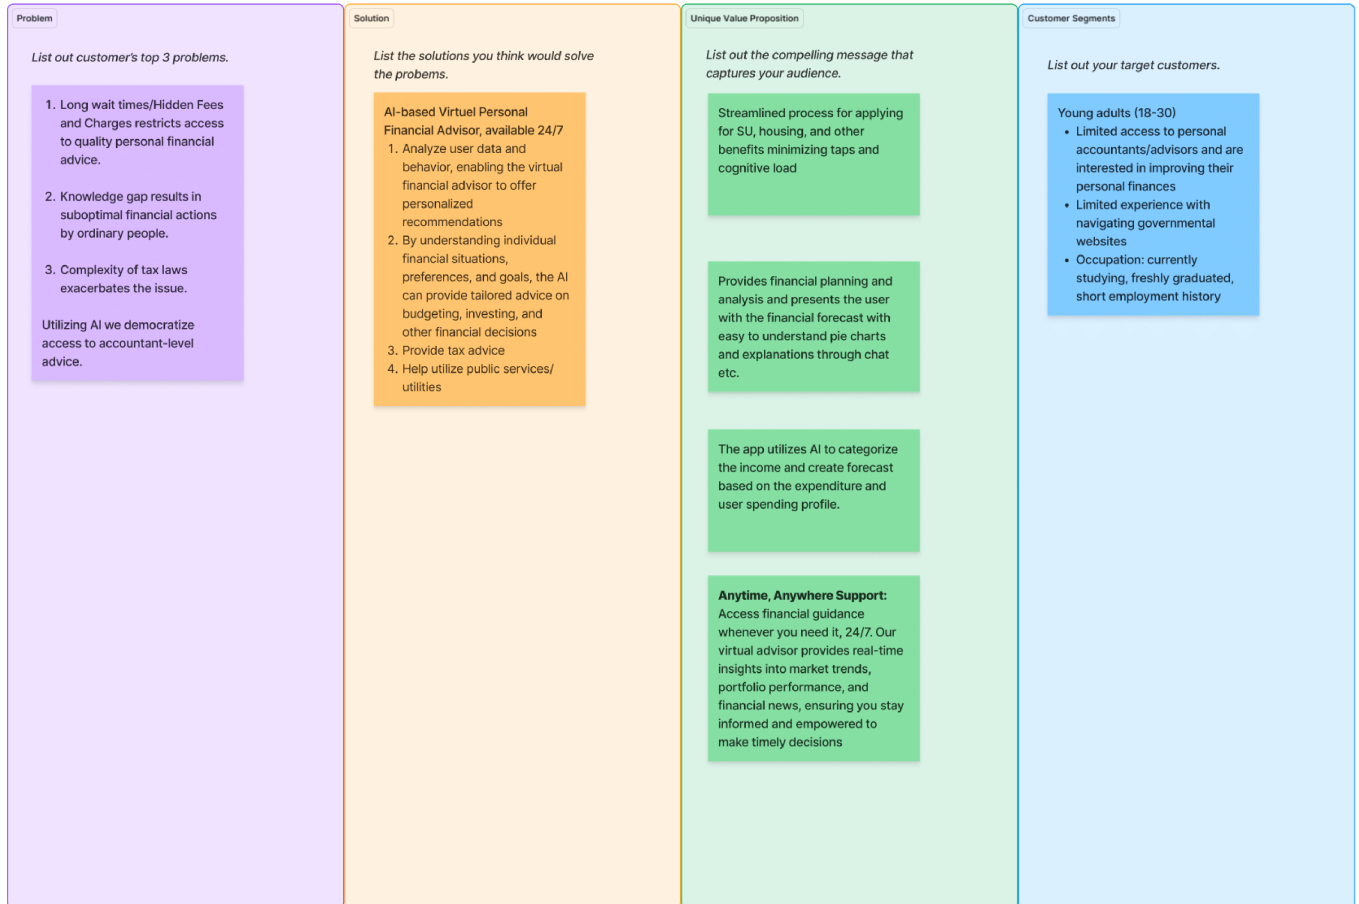 Problem
List out customer's top 3 problems.
1. Long wait times/Hidden Fees
and Charges restricts access
to quality personal financial
advice.
2. Knowledge gap results in
suboptimal financial actions
by ordinary people.
3. Complexity of tax laws
exacerbates the issue.
Utilizing AI we democratize
access to accountant-level
advice.
Solution
List the solutions you think would solve
the probems.
AI-based Virtuel Personal
Financial Advisor, available 24/7
1. Analyze user data and
behavior, enabling the virtual
financial advisor to offer
personalized
recommendations
2. By understanding individual
financial situations,
preferences, and goals, the AI
can provide tailored advice on
budgeting, investing, and
other financial decisions
3. Provide tax advice
4. Help utilize public services/
utilities
Unique Value Proposition
List out the compelling message that
captures your audience.
Streamlined process for applying
for SU, housing, and other
benefits minimizing taps and
cognitive load
Provides financial planning and
analysis and presents the user
with the financial forecast with
easy to understand pie charts
and explanations through chat
etc.
The app utilizes AI to categorize
the income and create forecast
based on the expenditure and
user spending profile.
Anytime, Anywhere Support:
Access financial guidance
whenever you need it, 24/7. Our
virtual advisor provides real-time
insights into market trends,
portfolio performance, and
financial news, ensuring you stay
informed and empowered to
make timely decisions
Customer Segments
List out your target customers.
Young adults (18-30)
• Limited access to personal
accountants/advisors and are
interested in improving their
personal finances
• Limited experience with
navigating governmental
websites
• Occupation: currently
studying, freshly graduated,
short employment history